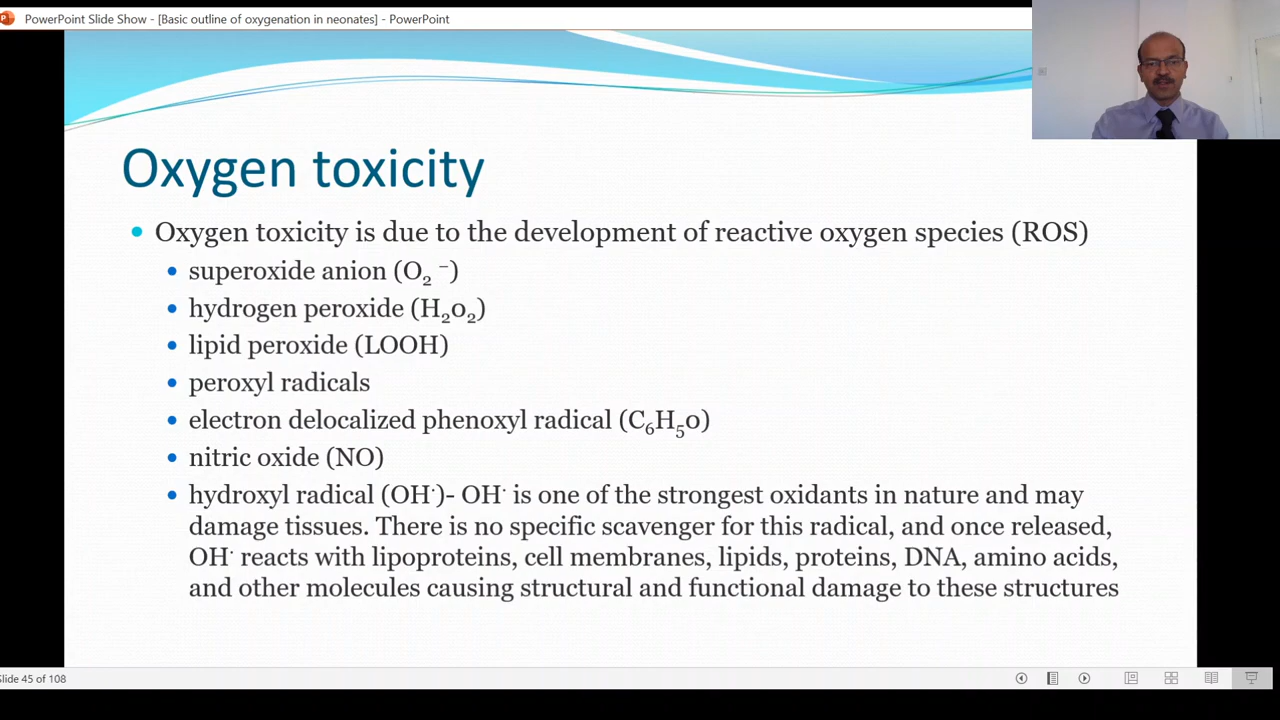 PowerPoint Slide Show - [Basic outline of oxygenation in neonates] - PowerPoint
Oxygen toxicity
• Oxygen toxicity is due to the development of reactive oxygen species (ROS)
• superoxide anion (O₂ ⁻)
• hydrogen peroxide (H₂o₂)
• lipid peroxide (LOOH)
• peroxyl radicals
• electron delocalized phenoxyl radical (C₆H₅o)
• nitric oxide (NO)
• hydroxyl radical (OH˙)- OH˙ is one of the strongest oxidants in nature and may
damage tissues. There is no specific scavenger for this radical, and once released,
OH˙ reacts with lipoproteins, cell membranes, lipids, proteins, DNA, amino acids,
and other molecules causing structural and functional damage to these structures
Slide 45 of 108